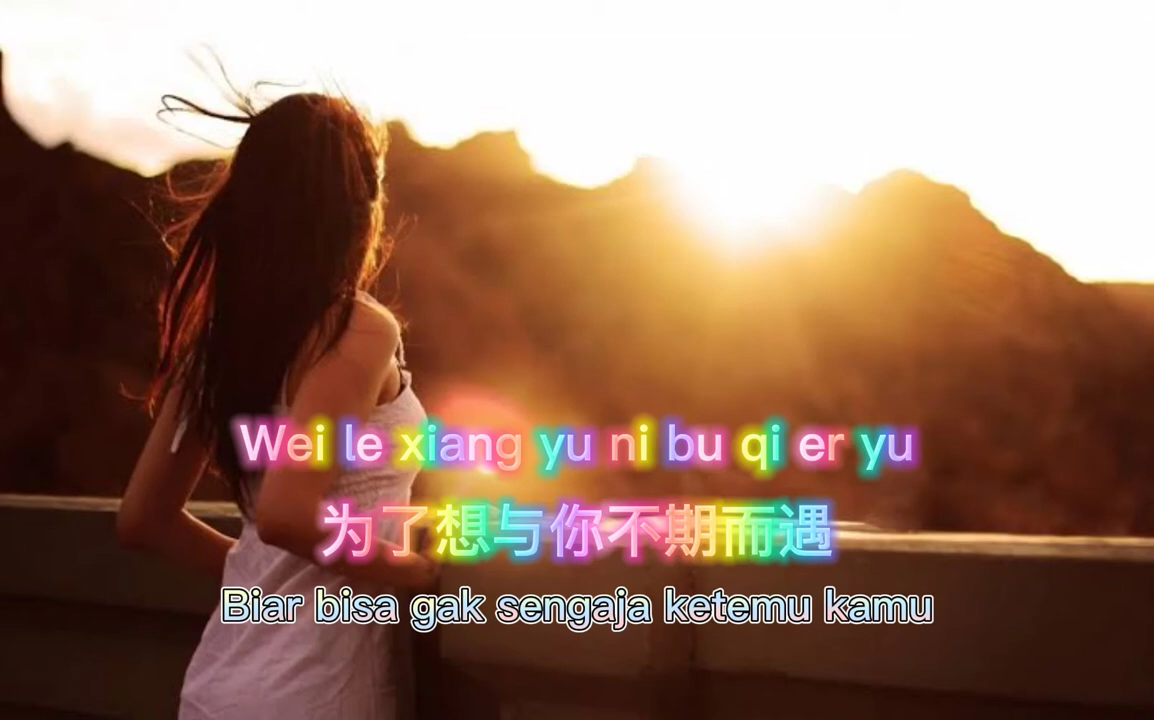 Wei le xiang yu ni bu qi er yu
为了想与你不期而遇
Biar bisa gak sengaja ketemu kamu